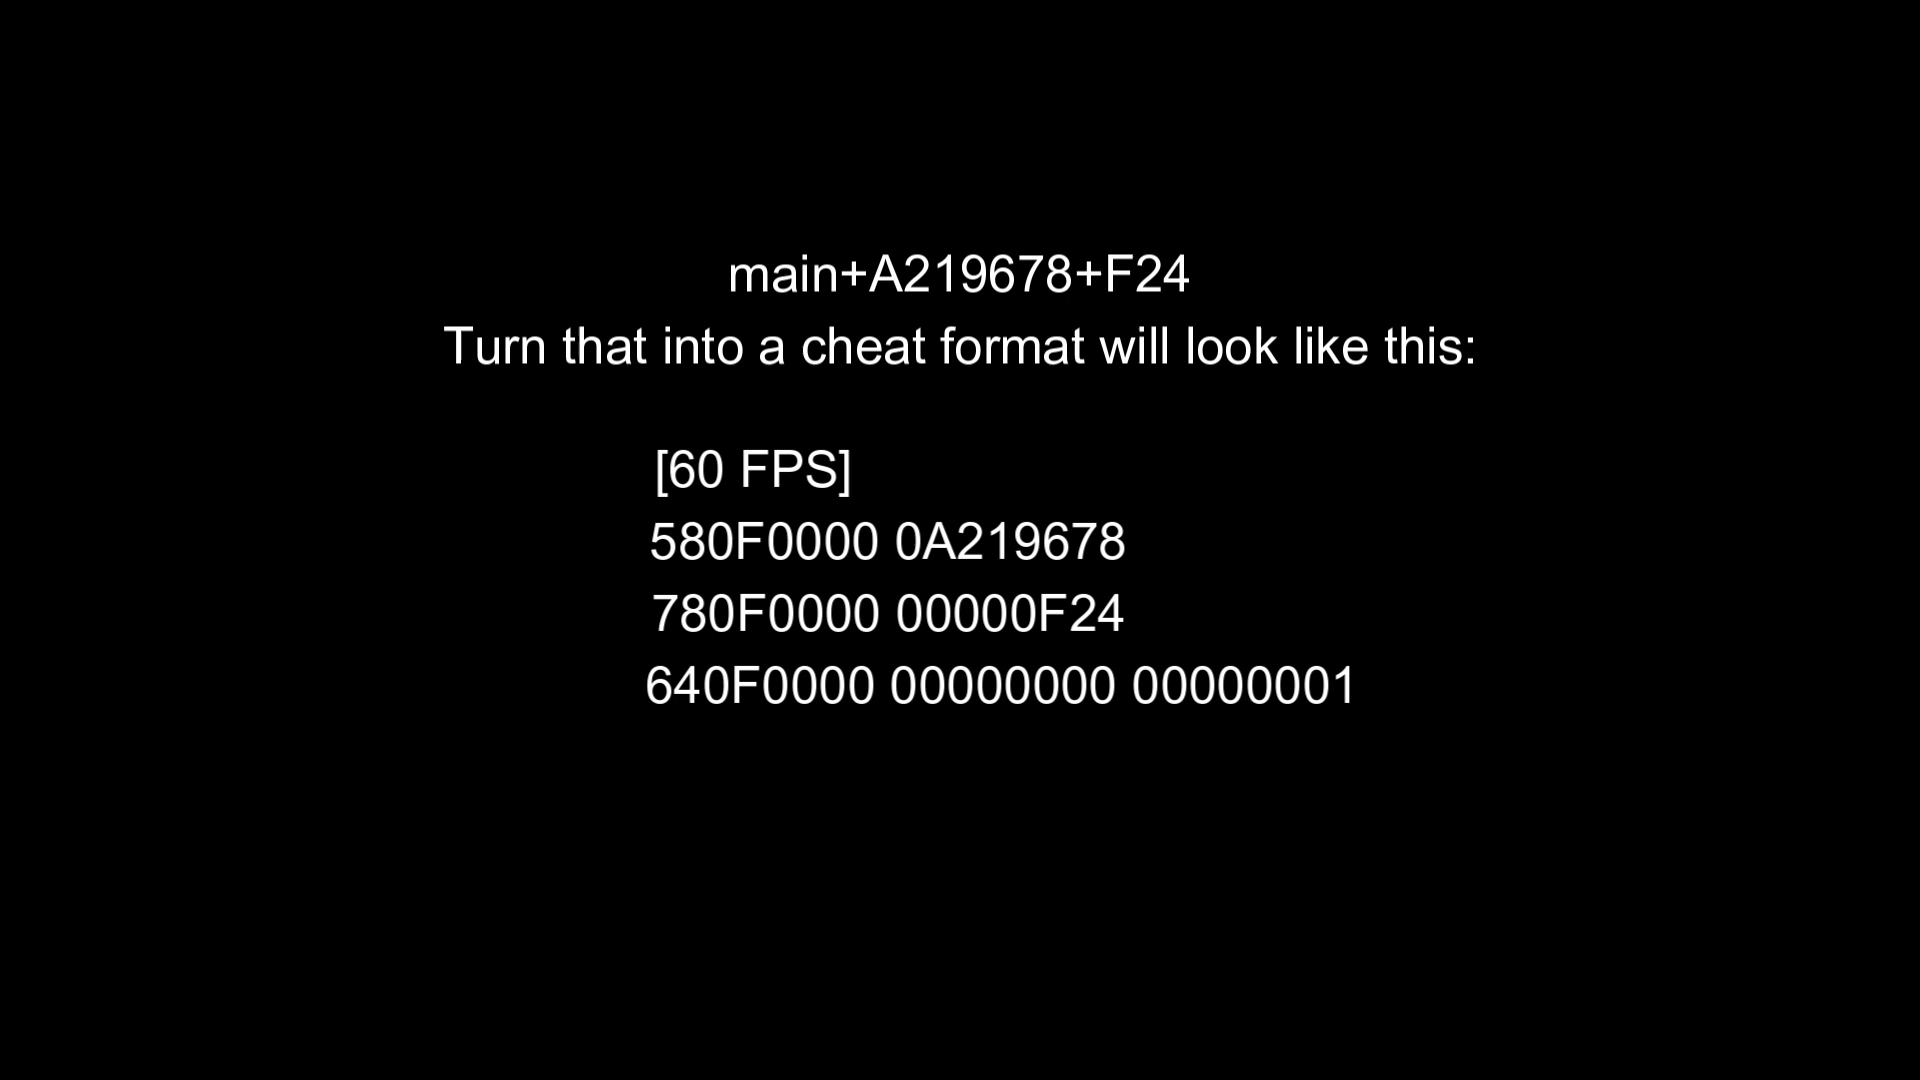 main+A219678+F24
Turn that into a cheat format will look like this:
[60 FPS]
580F0000 0A219678
780F0000 00000F24
640F0000 00000000 00000001